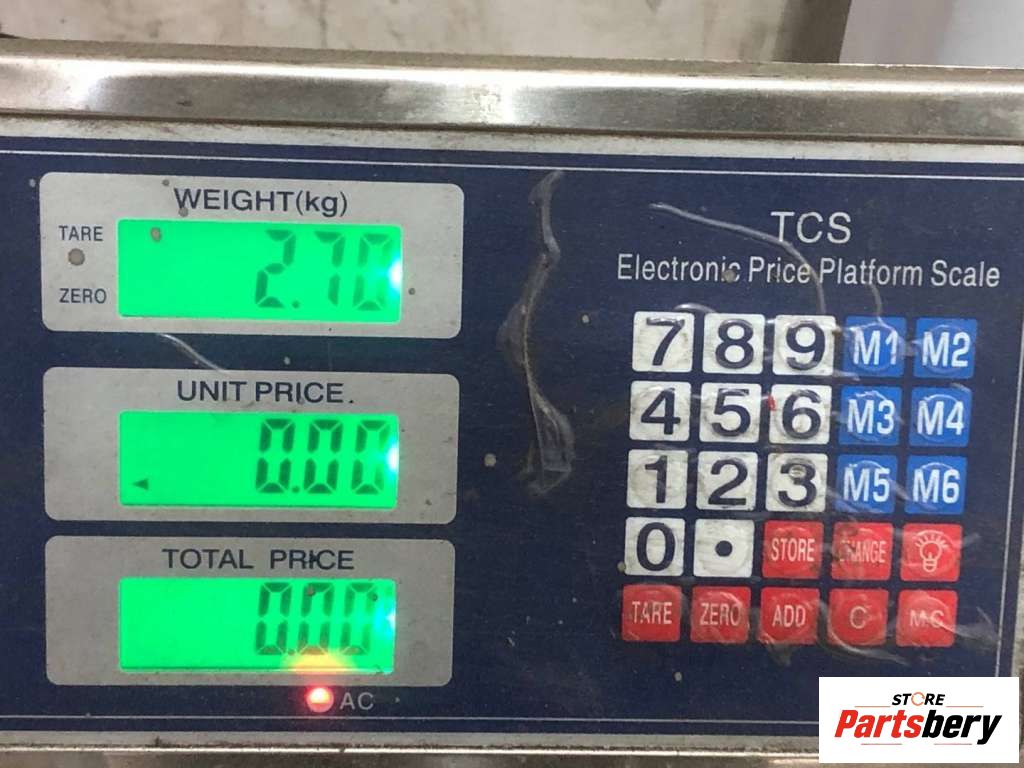 WEIGHT(kg)
TARE
ZERO
2.70
UNIT PRICE.
0.00
TOTAL PRICE
0.00
AC
TCS
Electronic Price Platform Scale
7 8 9 M1 M2
4 5 6 M3 M4
1 2 3 M5 M6
0 . STORE CHANGE
TARE ZERO ADD C MC
STORE
Partsbery